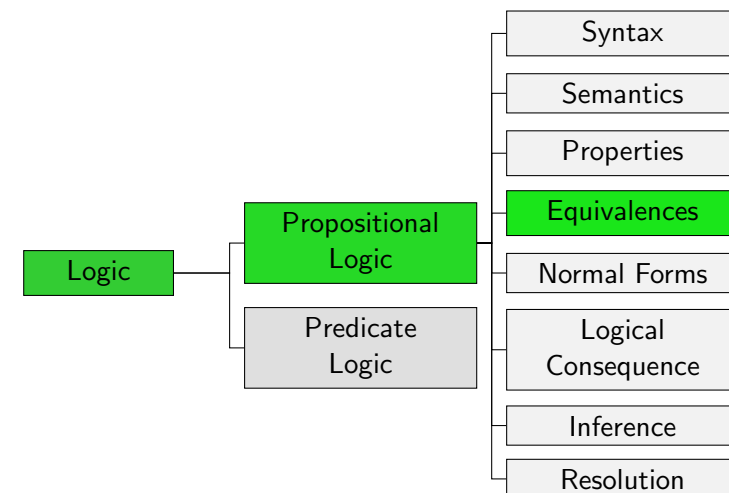 Logic
Propositional
Logic
Predicate
Logic
Syntax
Semantics
Properties
Equivalences
Normal Forms
Logical
Consequence
Inference
Resolution